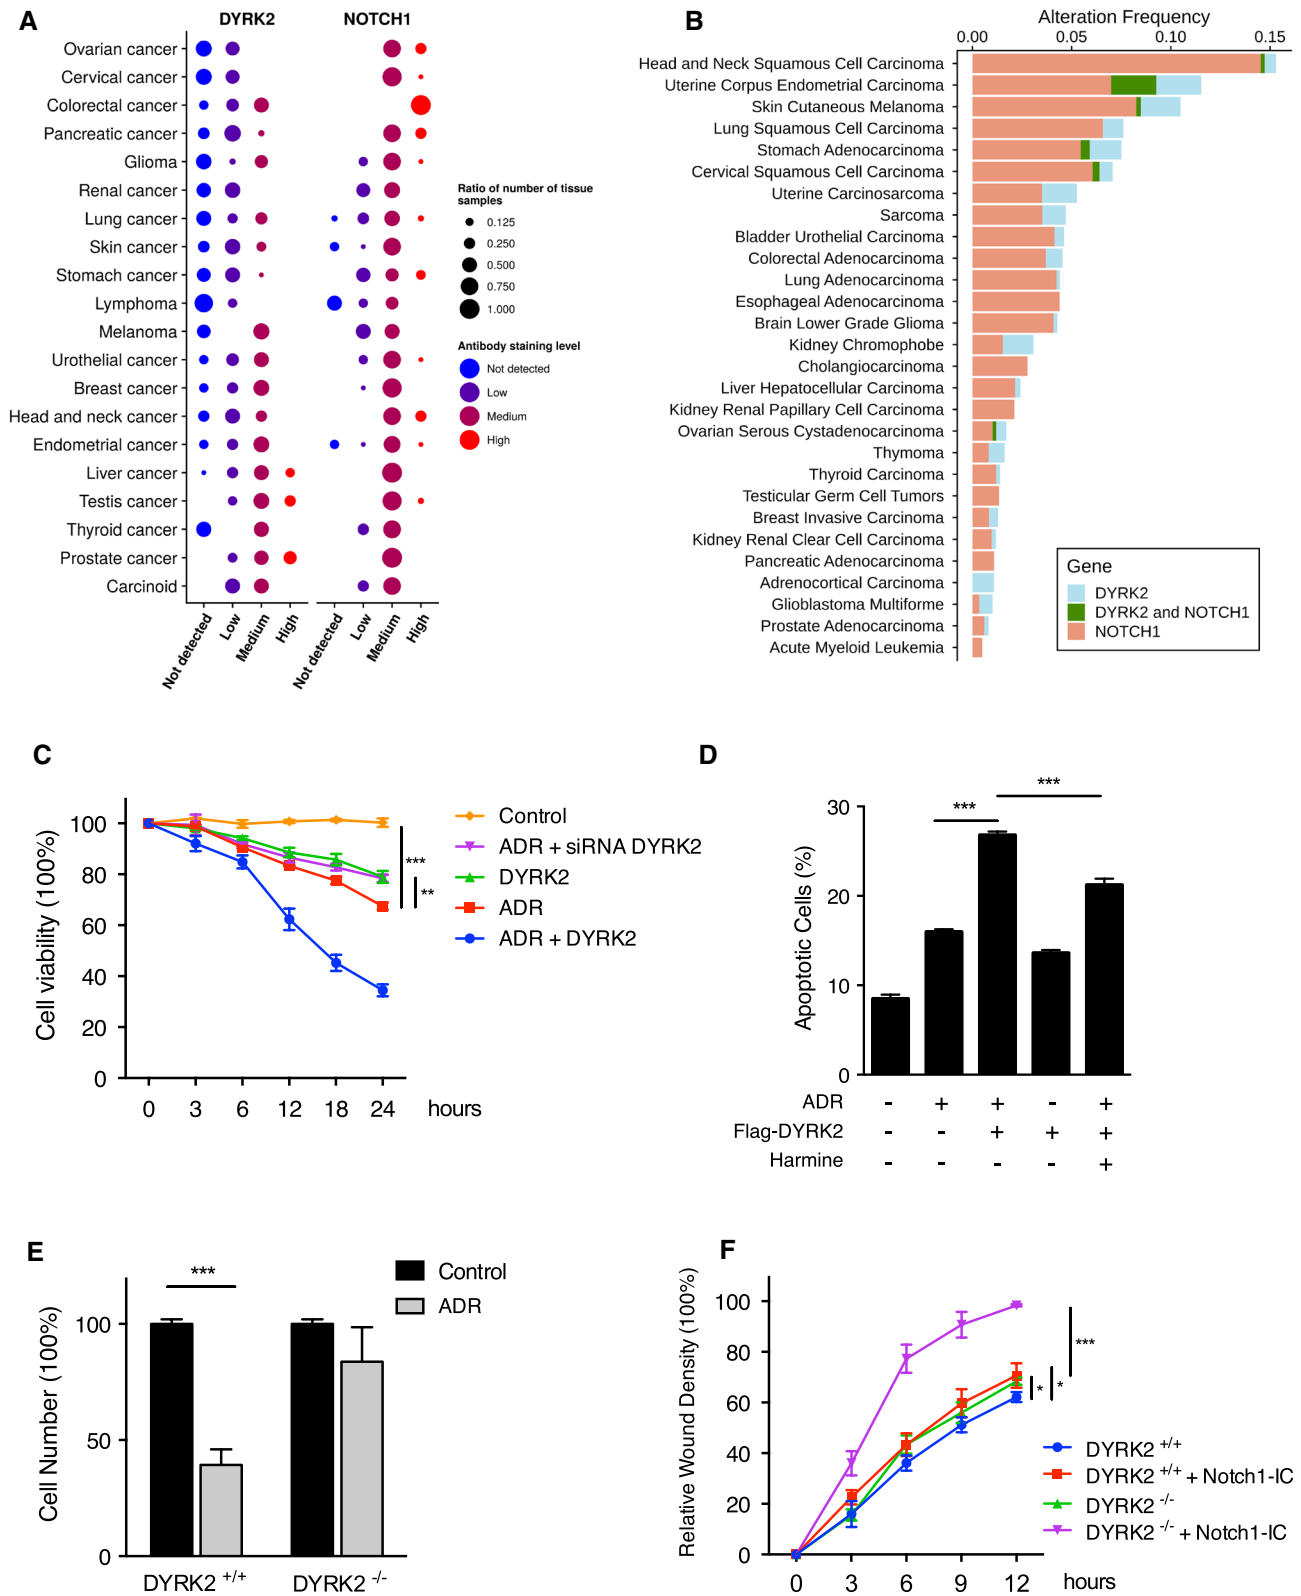 A
DYRK2
NOTCH1
Ovarian cancer
Cervical cancer
Colorectal cancer
Pancreatic cancer
Glioma
Renal cancer
Lung cancer
Skin cancer
Stomach cancer
Lymphoma
Melanoma
Urothelial cancer
Breast cancer
Head and neck cancer
Endometrial cancer
Liver cancer
Testis cancer
Thyroid cancer
Prostate cancer
Carcinoid
Not detected
Low
Medium
High
Not detected
Low
Medium
High
Ratio of number of tissue
samples
0.125
0.250
0.500
0.750
1.000
Antibody staining level
Not detected
Low
Medium
High
B
Alteration Frequency
0.00 0.05 0.10 0.15
Head and Neck Squamous Cell Carcinoma
Uterine Corpus Endometrial Carcinoma
Skin Cutaneous Melanoma
Lung Squamous Cell Carcinoma
Stomach Adenocarcinoma
Cervical Squamous Cell Carcinoma
Uterine Carcinosarcoma
Sarcoma
Bladder Urothelial Carcinoma
Colorectal Adenocarcinoma
Lung Adenocarcinoma
Esophageal Adenocarcinoma
Brain Lower Grade Glioma
Kidney Chromophobe
Cholangiocarcinoma
Liver Hepatocellular Carcinoma
Kidney Renal Papillary Cell Carcinoma
Ovarian Serous Cystadenocarcinoma
Thymoma
Thyroid Carcinoma
Testicular Germ Cell Tumors
Breast Invasive Carcinoma
Kidney Renal Clear Cell Carcinoma
Pancreatic Adenocarcinoma
Adrenocortical Carcinoma
Glioblastoma Multiforme
Prostate Adenocarcinoma
Acute Myeloid Leukemia
Gene
DYRK2
DYRK2 and NOTCH1
NOTCH1
C
Cell viability (100%)
100
80
60
40
20
0
0 3 6 12 18 24 hours
***
**
Control
ADR + siRNA DYRK2
DYRK2
ADR
ADR + DYRK2
D
Apoptotic Cells (%)
30
20
10
0
***
***
ADR - + + - +
Flag-DYRK2 - - + + +
Harmine - - - - +
E
Cell Number (100%)
100
50
0
***
Control
ADR
DYRK2 +/+
DYRK2 -/-
F
Relative Wound Density (100%)
100
80
60
40
20
0
0 3 6 9 12 hours
***
*
*
DYRK2 +/+
DYRK2 +/+ + Notch1-IC
DYRK2 -/-
DYRK2 -/- + Notch1-IC